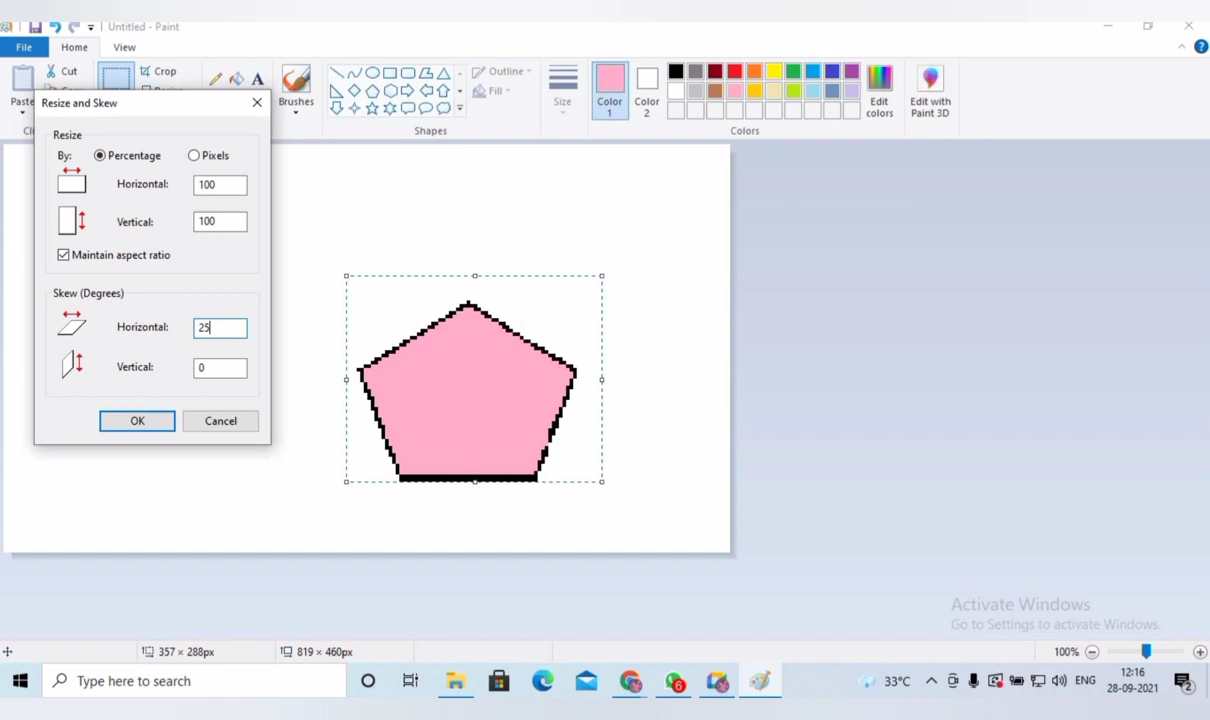 Untitled - Paint
File Home View
Cut Crop Outline
Fill
Paste Brushes Size Color 1 Color 2 Edit colors Edit with Paint 3D
Shapes Colors
Resize and Skew
Resize
By: Percentage Pixels
Horizontal: 100
Vertical: 100
Maintain aspect ratio
Skew (Degrees)
Horizontal: 25
Vertical: 0
OK Cancel
Activate Windows
Go to Settings to activate Windows.
357 × 288px 819 × 460px 100%
Type here to search 6 33°C ENG 12:16
28-09-2021 2